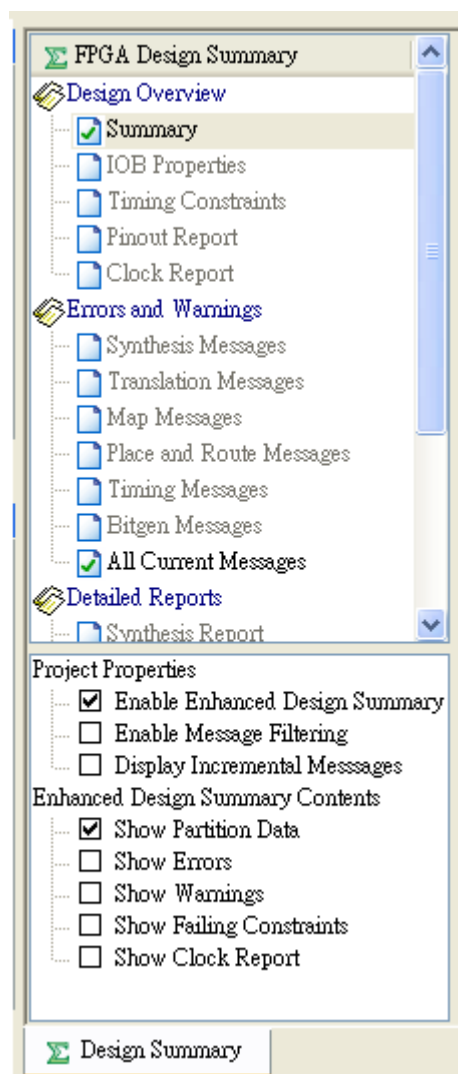 FPGA Design Summary
Design Overview
Summary
IOB Properties
Timing Constraints
Pinout Report
Clock Report
Errors and Warnings
Synthesis Messages
Translation Messages
Map Messages
Place and Route Messages
Timing Messages
Bitgen Messages
All Current Messages
Detailed Reports
Synthesis Report
Project Properties
Enable Enhanced Design Summary
Enable Message Filtering
Display Incremental Messsages
Enhanced Design Summary Contents
Show Partition Data
Show Errors
Show Warnings
Show Failing Constraints
Show Clock Report
Design Summary